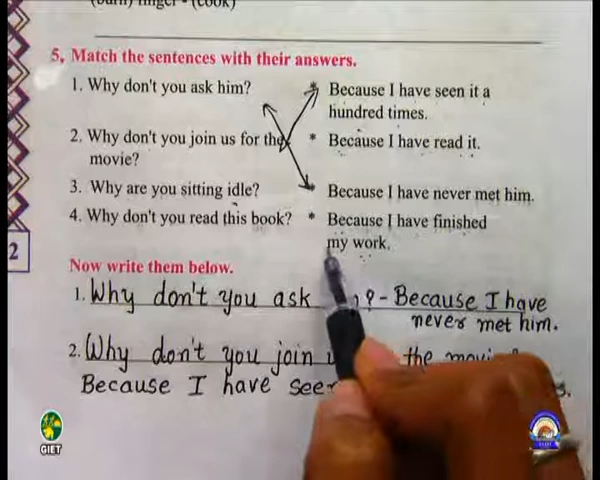 (burn) finger - (cook)
5. Match the sentences with their answers.
1. Why don't you ask him?
* Because I have seen it a
hundred times.
2. Why don't you join us for the
movie?
* Because I have read it.
3. Why are you sitting idle?
* Because I have never met him.
4. Why don't you read this book?
* Because I have finished
my work.
2
Now write them below.
1. Why don't you ask ? - Because I have
never met him.
2. Why don't you join the
Because I have seen
GIET